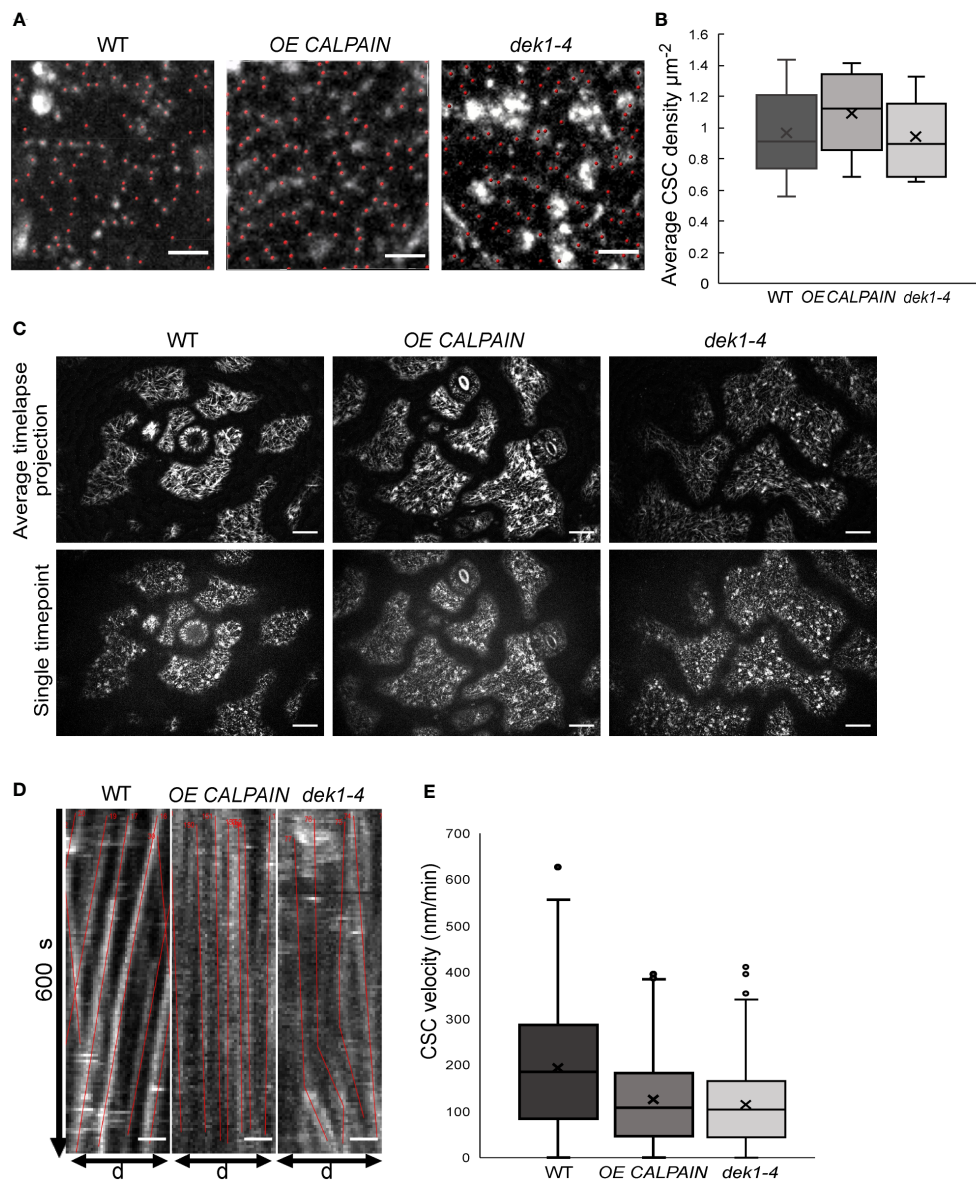 A
WT
OE CALPAIN
dek1-4
B
Average CSC density µm-2
1.6
1.4
1.2
1
0.8
0.6
0.4
0.2
0
WT
OE CALPAIN
dek1-4
C
WT
OE CALPAIN
dek1-4
Average timelapse
projection
Single timepoint
D
WT
OE CALPAIN
dek1-4
600 s
d
d
d
E
CSC velocity (nm/min)
700
600
500
400
300
200
100
0
WT
OE CALPAIN
dek1-4